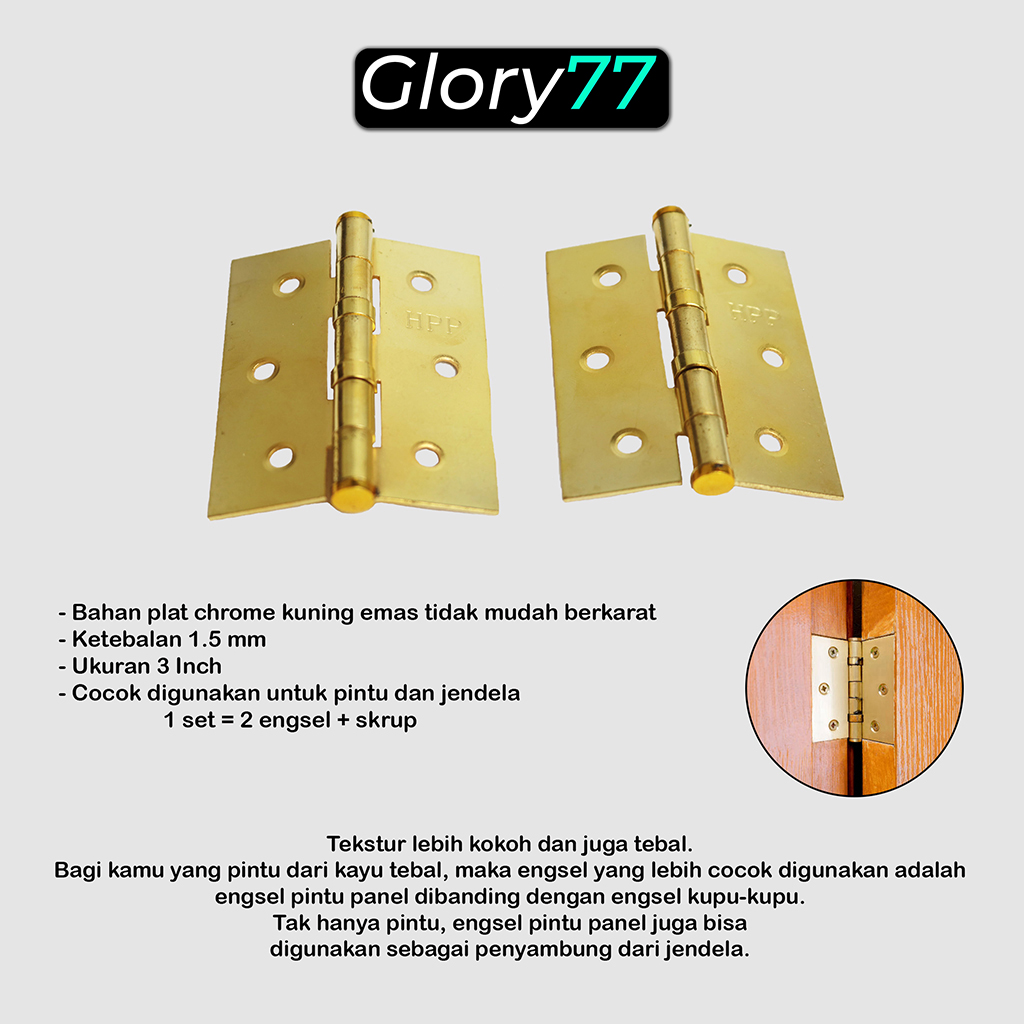 Glory77
HPP
HPP
- Bahan plat chrome kuning emas tidak mudah berkarat
- Ketebalan 1.5 mm
- Ukuran 3 Inch
- Cocok digunakan untuk pintu dan jendela
1 set = 2 engsel + skrup
Tekstur lebih kokoh dan juga tebal.
Bagi kamu yang pintu dari kayu tebal, maka engsel yang lebih cocok digunakan adalah
engsel pintu panel dibanding dengan engsel kupu-kupu.
Tak hanya pintu, engsel pintu panel juga bisa
digunakan sebagai penyambung dari jendela.